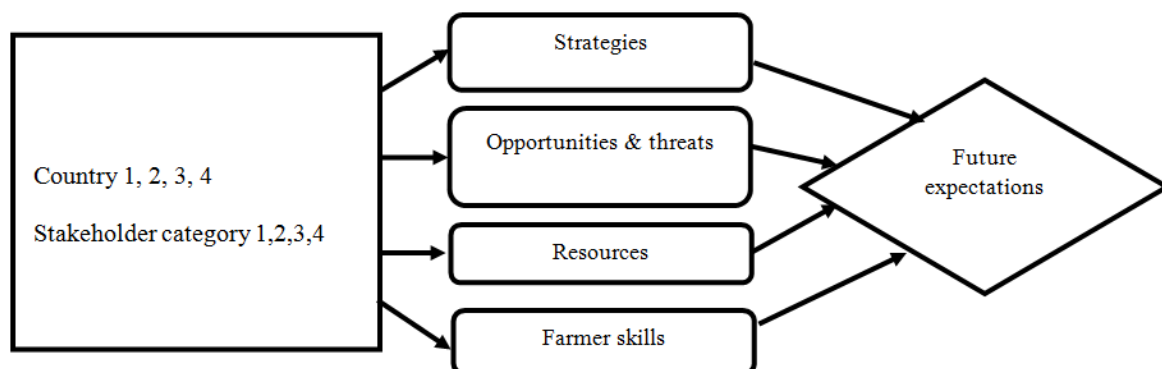 Country 1, 2, 3, 4
Stakeholder category 1,2,3,4
Strategies
Opportunities & threats
Resources
Farmer skills
Future
expectations